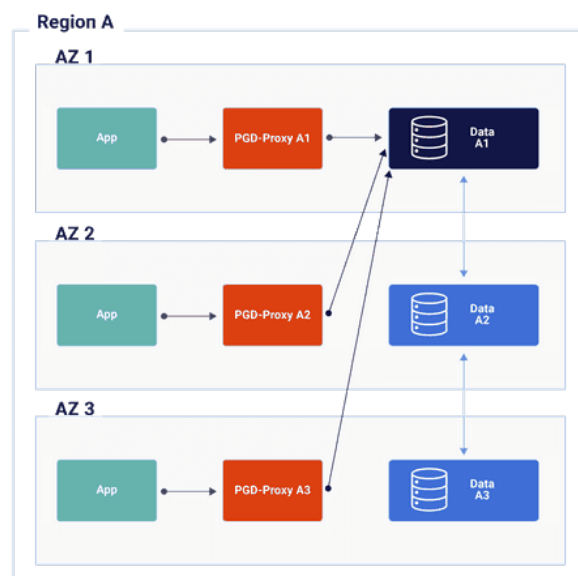 Region A
AZ 1
App
PGD-Proxy A1
Data
A1
AZ 2
App
PGD-Proxy A2
Data
A2
AZ 3
App
PGD-Proxy A3
Data
A3